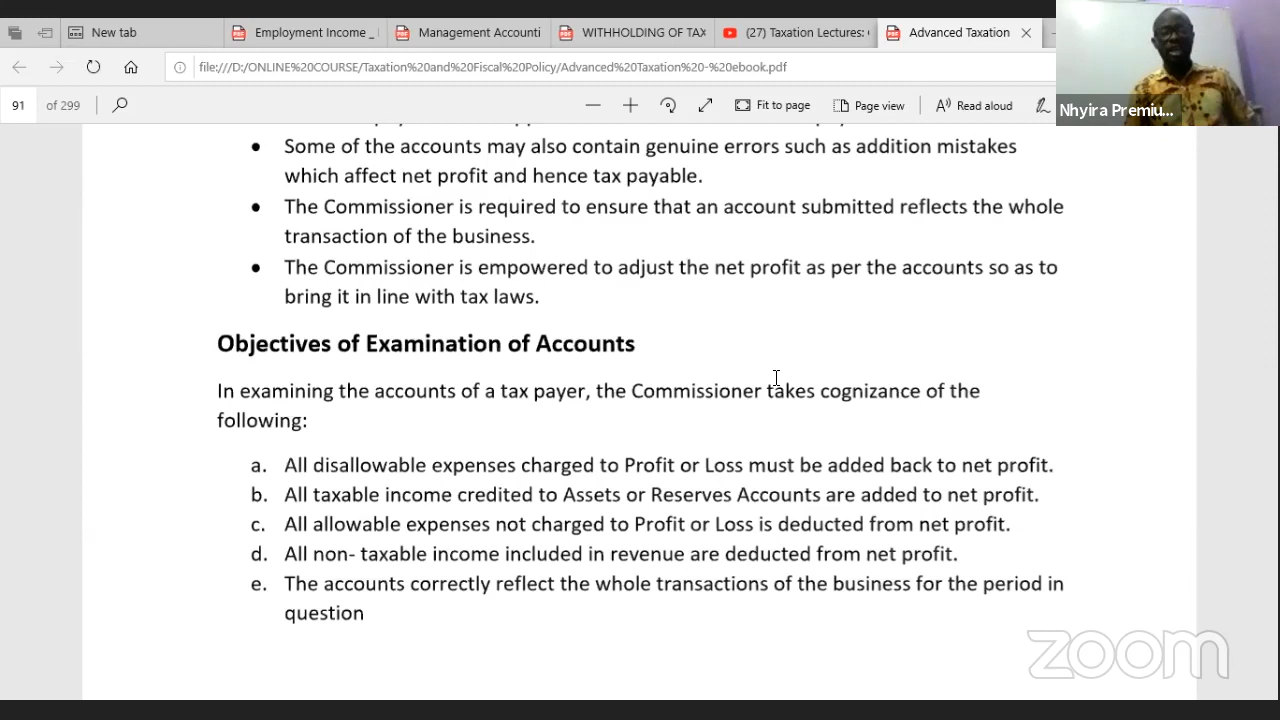 New tab
Employment Income _
Management Accounti
WITHHOLDING OF TAX
(27) Taxation Lectures:
Advanced Taxation
file:///D:/ONLINE%20COURSE/Taxation%20and%20Fiscal%20Policy/Advanced%20Taxation%20-%20ebook.pdf
91 of 299
Fit to page
Page view
Read aloud
Nhyira Premiu...
• Some of the accounts may also contain genuine errors such as addition mistakes
which affect net profit and hence tax payable.
• The Commissioner is required to ensure that an account submitted reflects the whole
transaction of the business.
• The Commissioner is empowered to adjust the net profit as per the accounts so as to
bring it in line with tax laws.
Objectives of Examination of Accounts
In examining the accounts of a tax payer, the Commissioner takes cognizance of the
following:
a. All disallowable expenses charged to Profit or Loss must be added back to net profit.
b. All taxable income credited to Assets or Reserves Accounts are added to net profit.
c. All allowable expenses not charged to Profit or Loss is deducted from net profit.
d. All non- taxable income included in revenue are deducted from net profit.
e. The accounts correctly reflect the whole transactions of the business for the period in
question
zoom